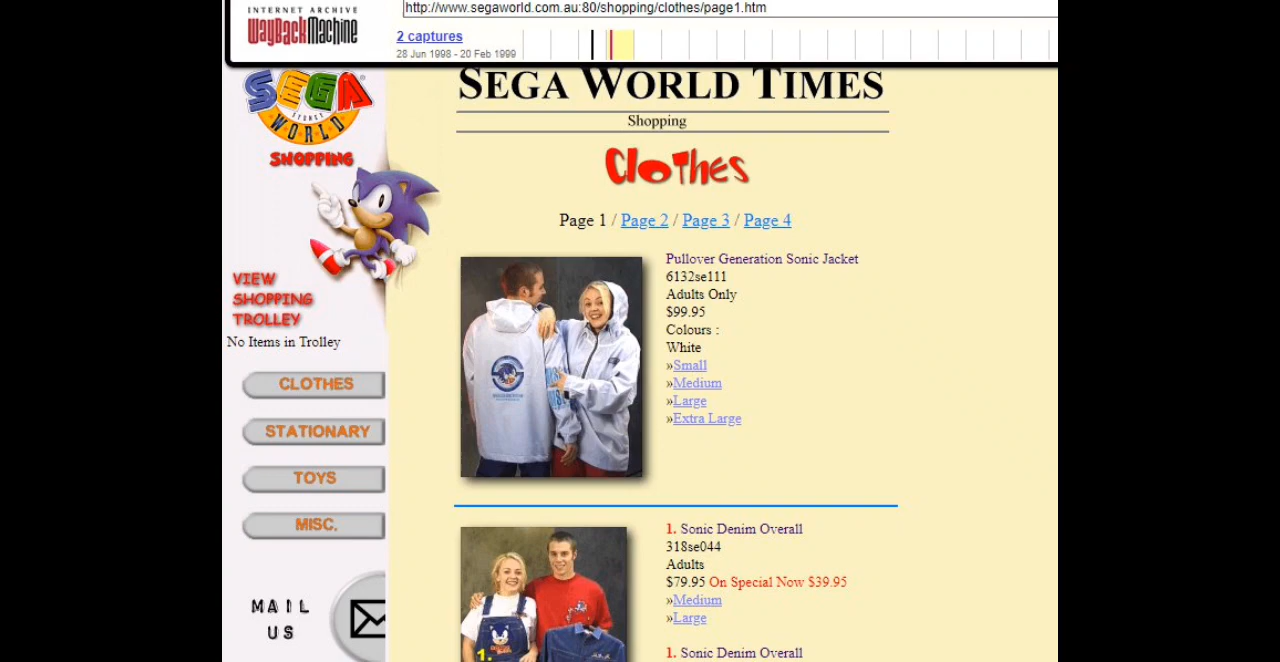 http://www.segaworld.com.au:80/shopping/clothes/page1.htm
INTERNET ARCHIVE
WayBackMachine
2 captures
28 Jun 1998 - 20 Feb 1999
SEGA
SYDNEY
WORLD
SHOPPING
VIEW
SHOPPING
TROLLEY
No Items in Trolley
CLOTHES
STATIONARY
TOYS
MISC.
MAIL
US
SEGA WORLD TIMES
Shopping
Clothes
Page 1 / Page 2 / Page 3 / Page 4
Pullover Generation Sonic Jacket
6132se111
Adults Only
$99.95
Colours :
White
»Small
»Medium
»Large
»Extra Large
1. Sonic Denim Overall
318se044
Adults
$79.95 On Special Now $39.95
»Medium
»Large
1. Sonic Denim Overall
1.